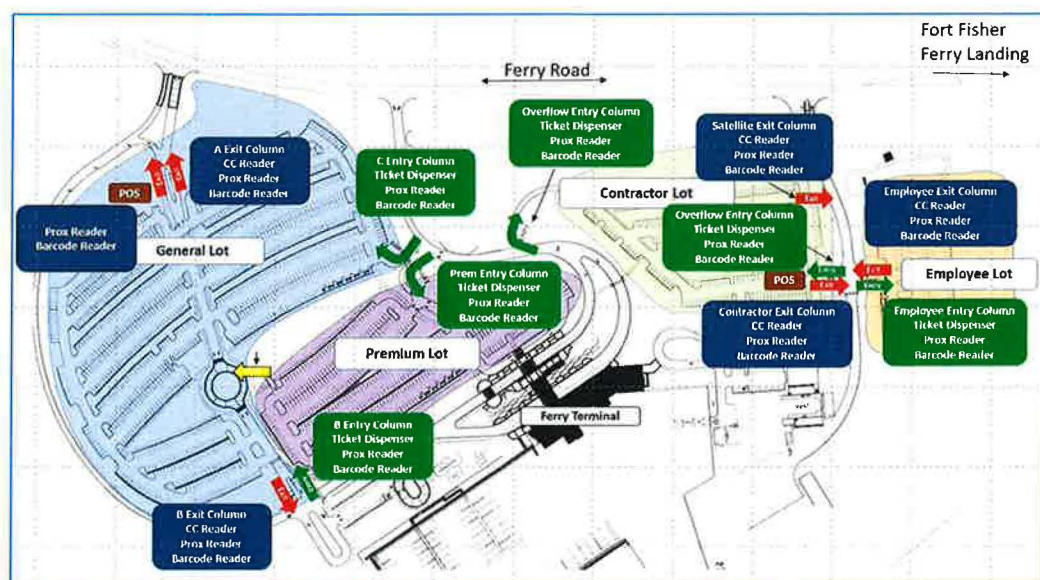 Fort Fisher
Ferry Landing
Ferry Road
Overflow Entry Column
Ticket Dispenser
Prox Reader
Barcode Reader
Satellite Exit Column
CC Reader
Prox Reader
Barcode Reader
A Exit Column
CC Reader
Prox Reader
Barcode Reader
C Entry Column
Ticket Dispenser
Prox Reader
Barcode Reader
Exit
Exit
POS
Contractor Lot
Exit
Employee Exit Column
CC Reader
Prox Reader
Barcode Reader
Prox Reader
Barcode Reader
General Lot
Overflow Entry Column
Ticket Dispenser
Prox Reader
Barcode Reader
Prem Entry Column
Ticket Dispenser
Prox Reader
Barcode Reader
Entry
Exit
POS
Exit
Entry
Employee Lot
Contractor Exit Column
CC Reader
Prox Reader
Barcode Reader
Employee Entry Column
Ticket Dispenser
Prox Reader
Barcode Reader
Premium Lot
Ferry Terminal
B Entry Column
Ticket Dispenser
Prox Reader
Barcode Reader
Exit
Entry
B Exit Column
CC Reader
Prox Reader
Barcode Reader